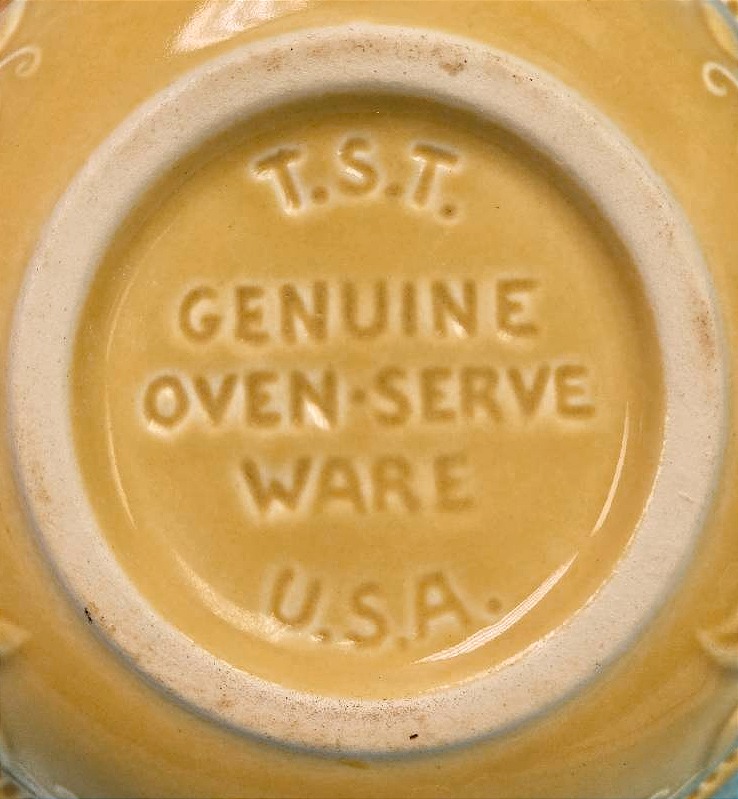 T.S.T.
GENUINE
OVEN-SERVE
WARE
U.S.A.